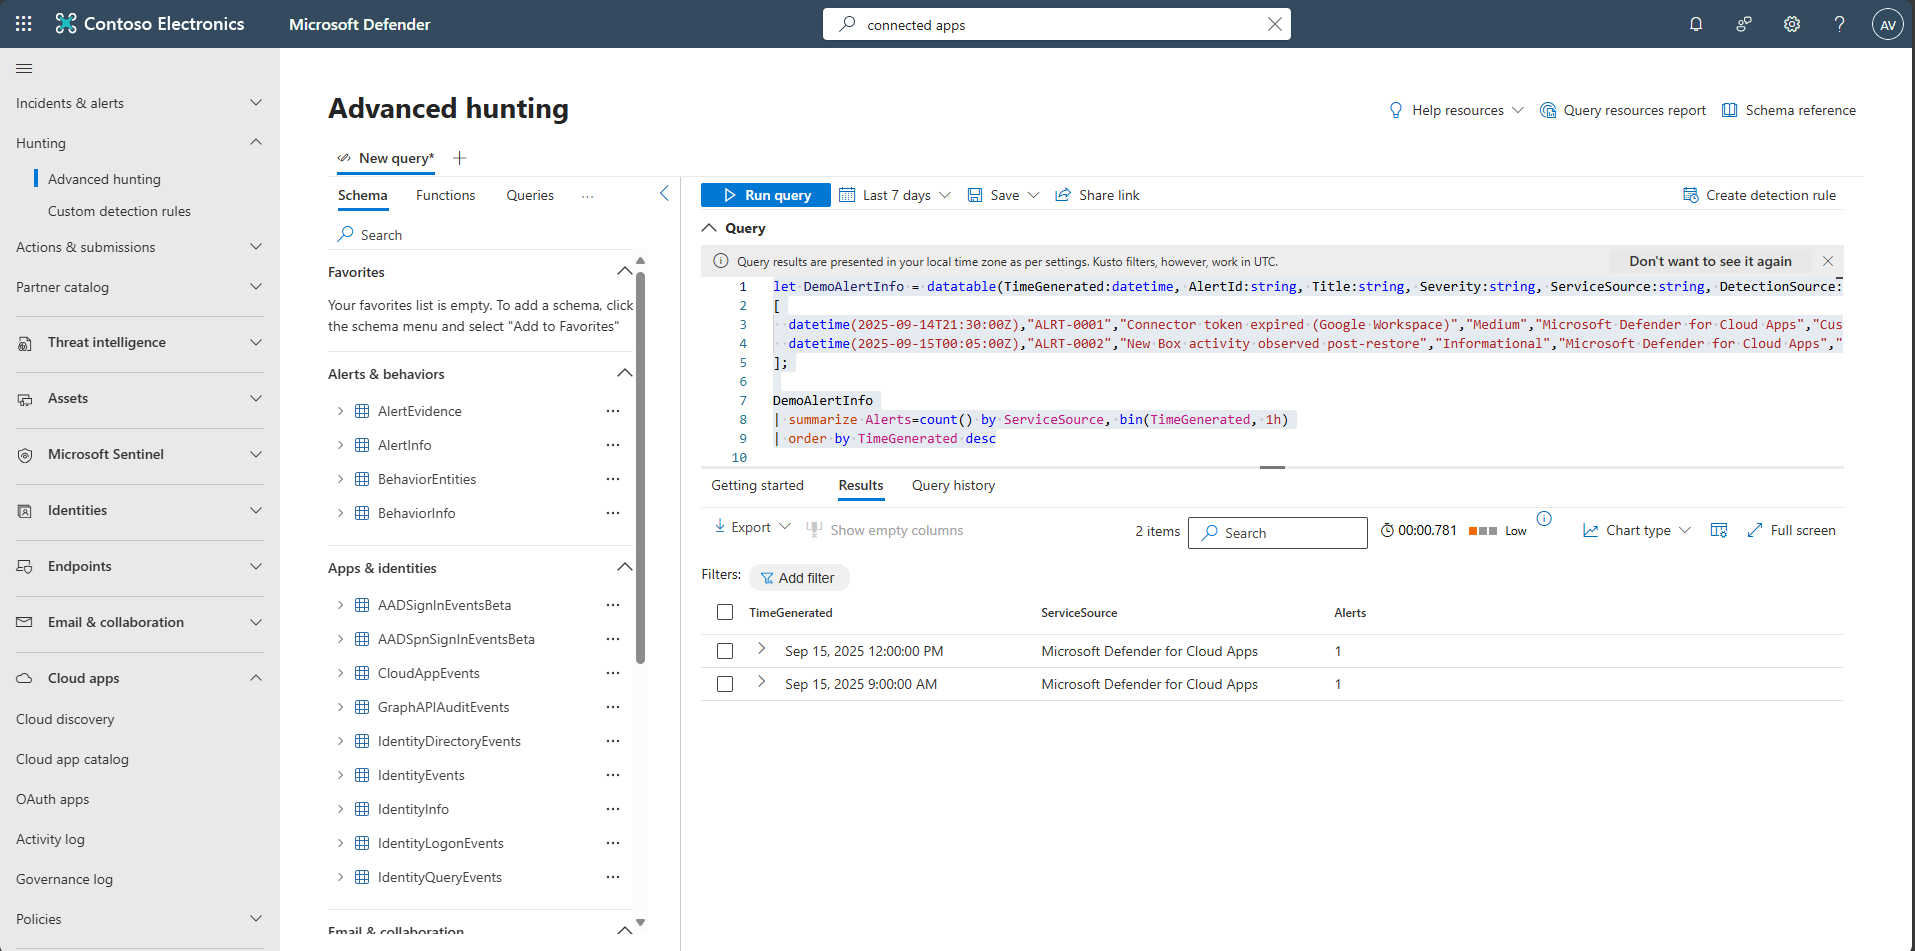 Contoso Electronics
Microsoft Defender
connected apps
AV
Incidents & alerts
Hunting
Advanced hunting
Custom detection rules
Actions & submissions
Partner catalog
Threat intelligence
Assets
Microsoft Sentinel
Identities
Endpoints
Email & collaboration
Cloud apps
Cloud discovery
Cloud app catalog
OAuth apps
Activity log
Governance log
Policies
Advanced hunting
Help resources
Query resources report
Schema reference
New query*
Schema
Functions
Queries
Search
Favorites
Your favorites list is empty. To add a schema, click
the schema menu and select "Add to Favorites"
Alerts & behaviors
AlertEvidence
AlertInfo
BehaviorEntities
BehaviorInfo
Apps & identities
AADSignInEventsBeta
AADSpnSignInEventsBeta
CloudAppEvents
GraphAPIAuditEvents
IdentityDirectoryEvents
IdentityEvents
IdentityInfo
IdentityLogonEvents
IdentityQueryEvents
Email & collaboration
Run query
Last 7 days
Save
Share link
Create detection rule
Query
Query results are presented in your local time zone as per settings. Kusto filters, however, work in UTC.
Don't want to see it again
1 let DemoAlertInfo = datatable(TimeGenerated:datetime, AlertId:string, Title:string, Severity:string, ServiceSource:string, DetectionSource:
2 [
3 datetime(2025-09-14T21:30:00Z),"ALRT-0001","Connector token expired (Google Workspace)","Medium","Microsoft Defender for Cloud Apps","Cus
4 datetime(2025-09-15T00:05:00Z),"ALRT-0002","New Box activity observed post-restore","Informational","Microsoft Defender for Cloud Apps","
5 ];
6
7 DemoAlertInfo
8 | summarize Alerts=count() by ServiceSource, bin(TimeGenerated, 1h)
9 | order by TimeGenerated desc
10
Getting started
Results
Query history
Export
Show empty columns
2 items
Search
00:00.781
Low
Chart type
Full screen
Filters:
Add filter
TimeGenerated ServiceSource Alerts
Sep 15, 2025 12:00:00 PM Microsoft Defender for Cloud Apps 1
Sep 15, 2025 9:00:00 AM Microsoft Defender for Cloud Apps 1